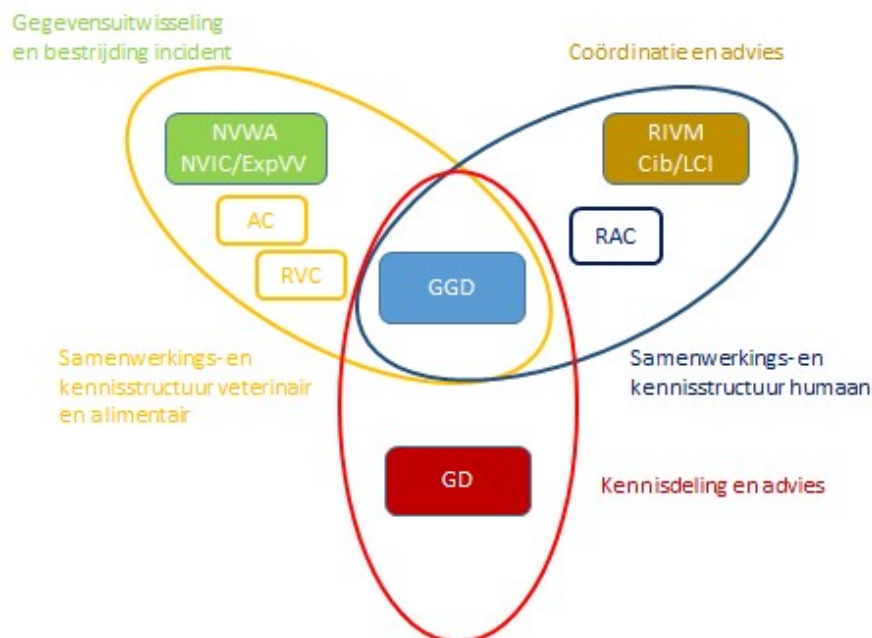 Gegevensuitwisseling
en bestrijding incident
Coördinatie en advies
NVWA
NVIC/ExpVV
RIVM
Cib/LCI
AC
RAC
RVC
GGD
Samenwerkings- en
kennisstructuur veterinair
en alimentair
Samenwerkings- en
kennisstructuur humaan
GD
Kennisdeling en advies